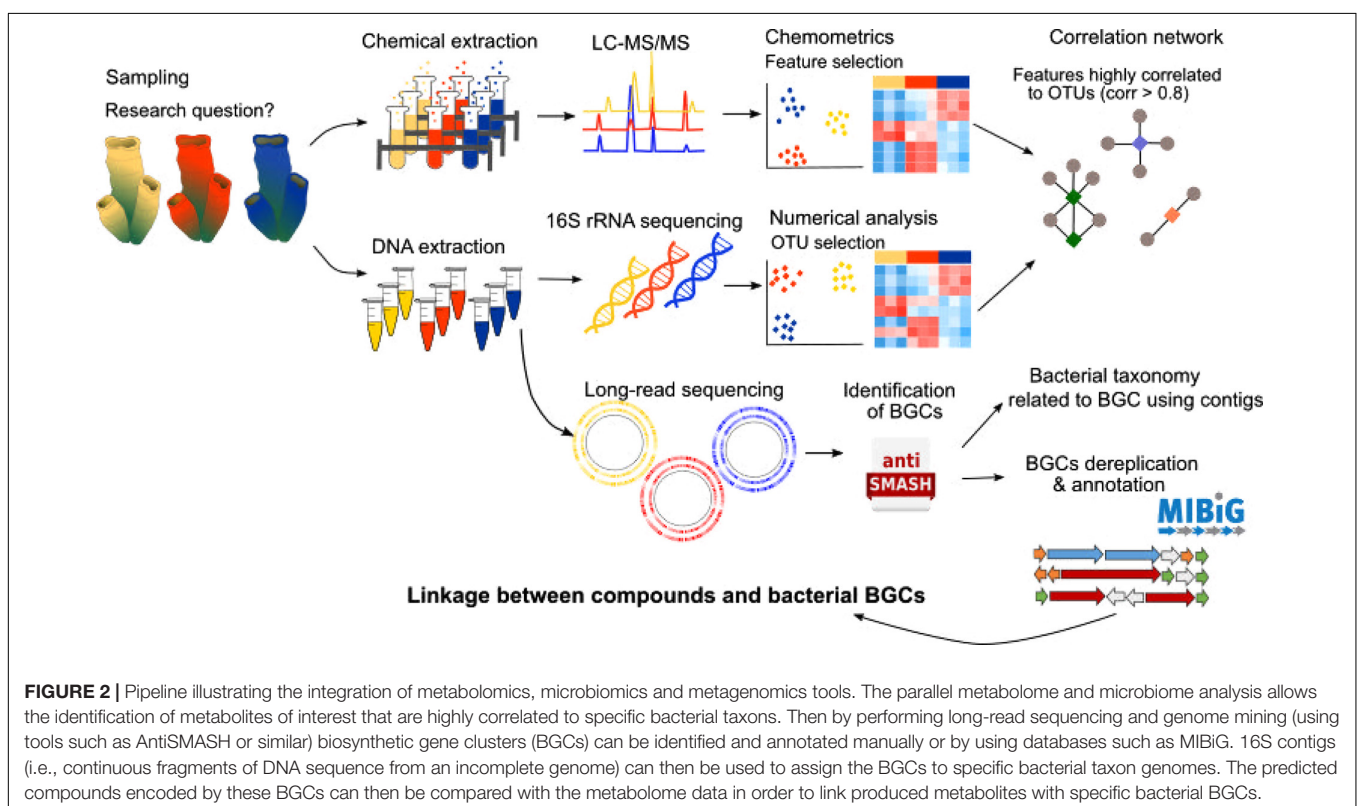 Sampling
Research question?
Chemical extraction
LC-MS/MS
Chemometrics
Feature selection
Correlation network
Features highly correlated
to OTUs (corr > 0.8)
DNA extraction
16S rRNA sequencing
Numerical analysis
OTU selection
Long-read sequencing
Identification
of BGCs
anti
SMASH
Bacterial taxonomy
related to BGC using contigs
BGCs dereplication
& annotation
MIBiG
Linkage between compounds and bacterial BGCs
FIGURE 2 | Pipeline illustrating the integration of metabolomics, microbiomics and metagenomics tools. The parallel metabolome and microbiome analysis allows
the identification of metabolites of interest that are highly correlated to specific bacterial taxons. Then by performing long-read sequencing and genome mining (using
tools such as AntiSMASH or similar) biosynthetic gene clusters (BGCs) can be identified and annotated manually or by using databases such as MIBiG. 16S contigs
(i.e., continuous fragments of DNA sequence from an incomplete genome) can then be used to assign the BGCs to specific bacterial taxon genomes. The predicted
compounds encoded by these BGCs can then be compared with the metabolome data in order to link produced metabolites with specific bacterial BGCs.